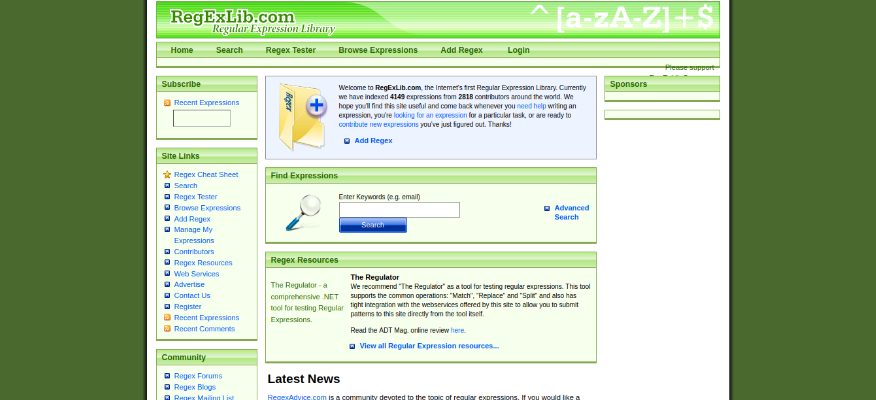 RegExLib.com
Regular Expression Library
^[a-zA-Z]+$
Home Search Regex Tester Browse Expressions Add Regex Login
Please support
Subscribe
Recent Expressions
Site Links
Regex Cheat Sheet
Search
Regex Tester
Browse Expressions
Add Regex
Manage My
Expressions
Contributors
Regex Resources
Web Services
Advertise
Contact Us
Register
Recent Expressions
Recent Comments
Community
Regex Forums
Regex Blogs
Regex Mailing List
Regex
Welcome to RegExLib.com, the Internet's first Regular Expression Library. Currently
we have indexed 4149 expressions from 2818 contributors around the world. We
hope you'll find this site useful and come back whenever you need help writing an
expression, you're looking for an expression for a particular task, or are ready to
contribute new expressions you've just figured out. Thanks!
Add Regex
Find Expressions
Enter Keywords (e.g. email)
Search
Advanced
Search
Regex Resources
The Regulator - a
comprehensive .NET
tool for testing Regular
Expressions.
The Regulator
We recommend "The Regulator" as a tool for testing regular expressions. This tool
supports the common operations: "Match", "Replace" and "Split" and also has
tight integration with the webservices offered by this site to allow you to submit
patterns to this site directly from the tool itself.
Read the ADT Mag. online review here.
View all Regular Expression resources...
Latest News
RegexAdvice.com is a community devoted to the topic of regular expressions. If you would like a
Sponsors